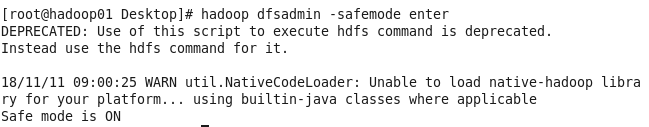 [root@hadoop01 Desktop]# hadoop dfsadmin -safemode enter
DEPRECATED: Use of this script to execute hdfs command is deprecated.
Instead use the hdfs command for it.
18/11/11 09:00:25 WARN util.NativeCodeLoader: Unable to load native-hadoop libra
ry for your platform... using builtin-java classes where applicable
Safe mode is ON